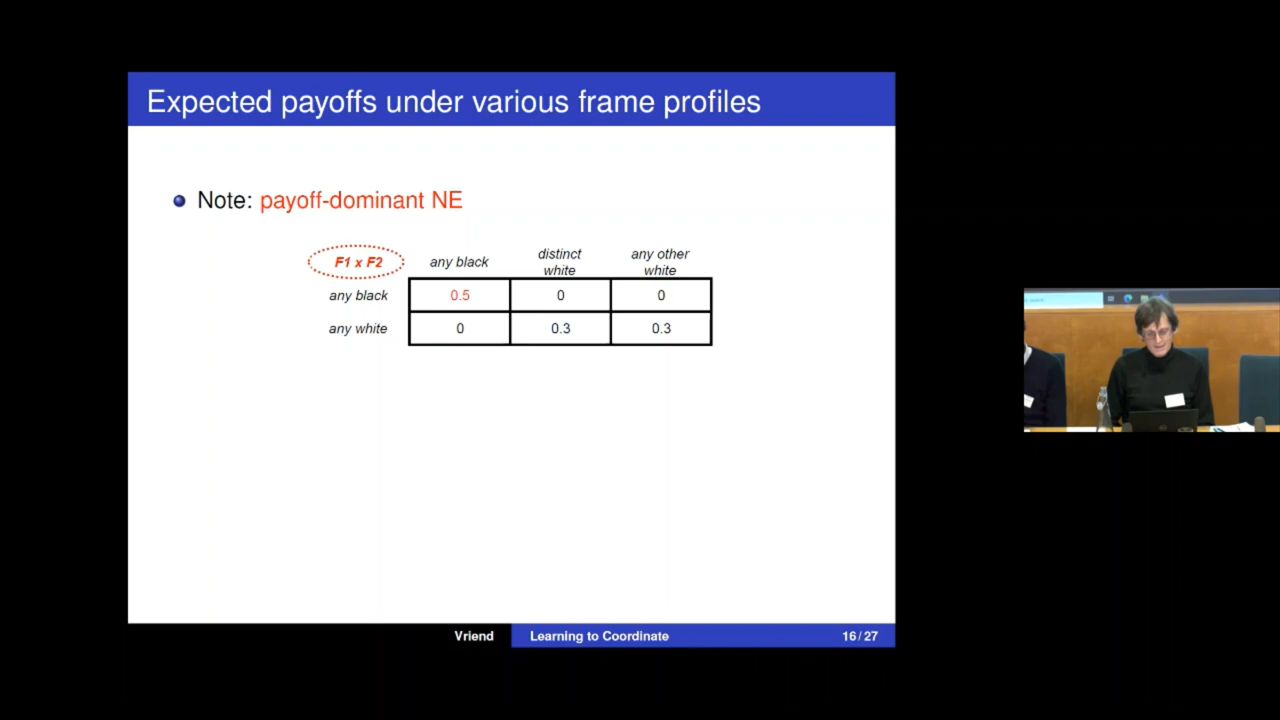 Expected payoffs under various frame profiles
Note: payoff-dominant NE
F1 x F2 any black distinct white any other white
any black 0.5 0 0
any white 0 0.3 0.3
Vriend Learning to Coordinate 16 / 27